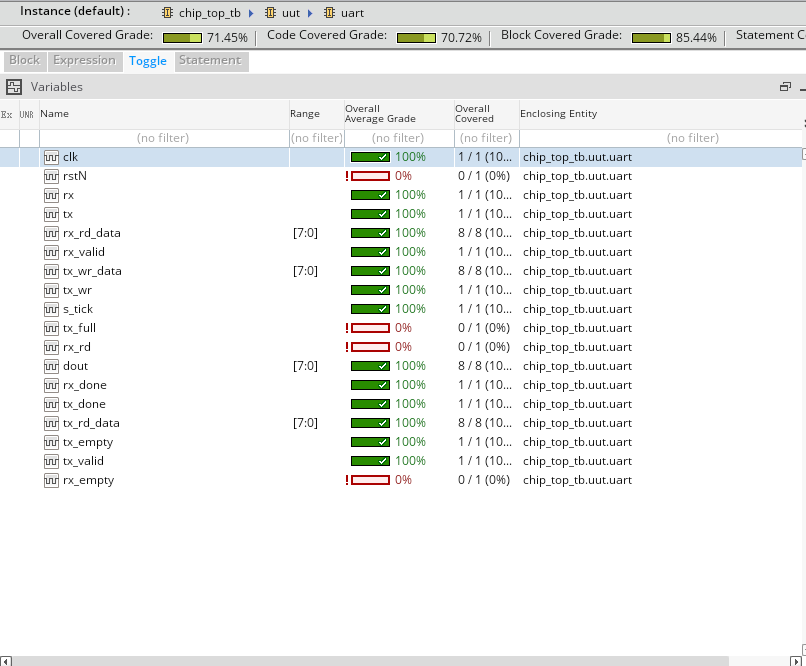 Instance (default) : chip_top_tb uut uart
Overall Covered Grade: 71.45% Code Covered Grade: 70.72% Block Covered Grade: 85.44% Statement C
Block Expression Toggle Statement
Variables
Ex UNR Name Range Overall Average Grade Overall Covered Enclosing Entity
(no filter) (no filter) (no filter) (no filter) (no filter)
clk 100% 1 / 1 (10... chip_top_tb.uut.uart
rstN ! 0% 0 / 1 (0%) chip_top_tb.uut.uart
rx 100% 1 / 1 (10... chip_top_tb.uut.uart
tx 100% 1 / 1 (10... chip_top_tb.uut.uart
rx_rd_data [7:0] 100% 8 / 8 (10... chip_top_tb.uut.uart
rx_valid 100% 1 / 1 (10... chip_top_tb.uut.uart
tx_wr_data [7:0] 100% 8 / 8 (10... chip_top_tb.uut.uart
tx_wr 100% 1 / 1 (10... chip_top_tb.uut.uart
s_tick 100% 1 / 1 (10... chip_top_tb.uut.uart
tx_full ! 0% 0 / 1 (0%) chip_top_tb.uut.uart
rx_rd ! 0% 0 / 1 (0%) chip_top_tb.uut.uart
dout [7:0] 100% 8 / 8 (10... chip_top_tb.uut.uart
rx_done 100% 1 / 1 (10... chip_top_tb.uut.uart
tx_done 100% 1 / 1 (10... chip_top_tb.uut.uart
tx_rd_data [7:0] 100% 8 / 8 (10... chip_top_tb.uut.uart
tx_empty 100% 1 / 1 (10... chip_top_tb.uut.uart
tx_valid 100% 1 / 1 (10... chip_top_tb.uut.uart
rx_empty ! 0% 0 / 1 (0%) chip_top_tb.uut.uart